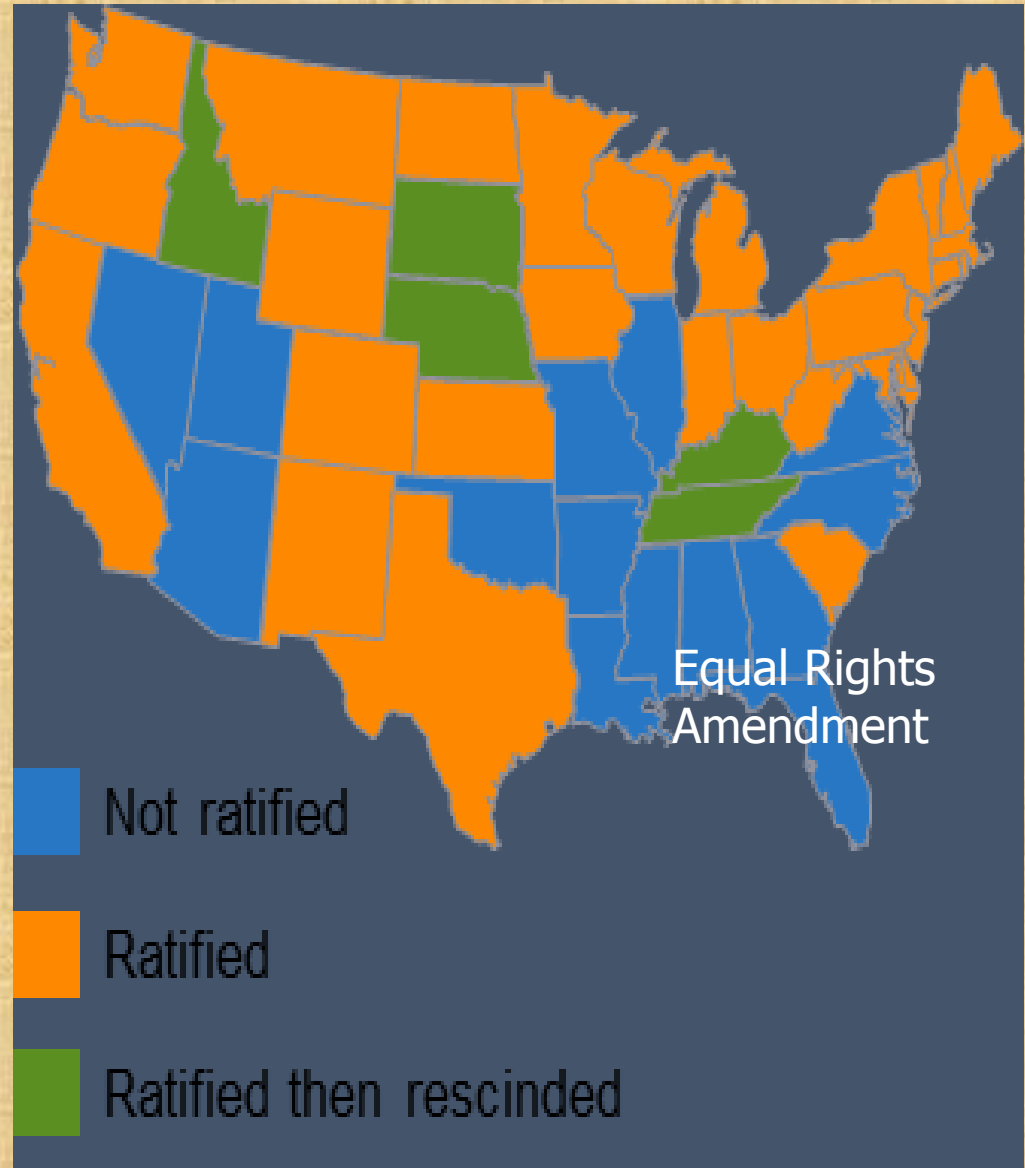 Equal Rights
Amendment
Not ratified
Ratified
Ratified then rescinded